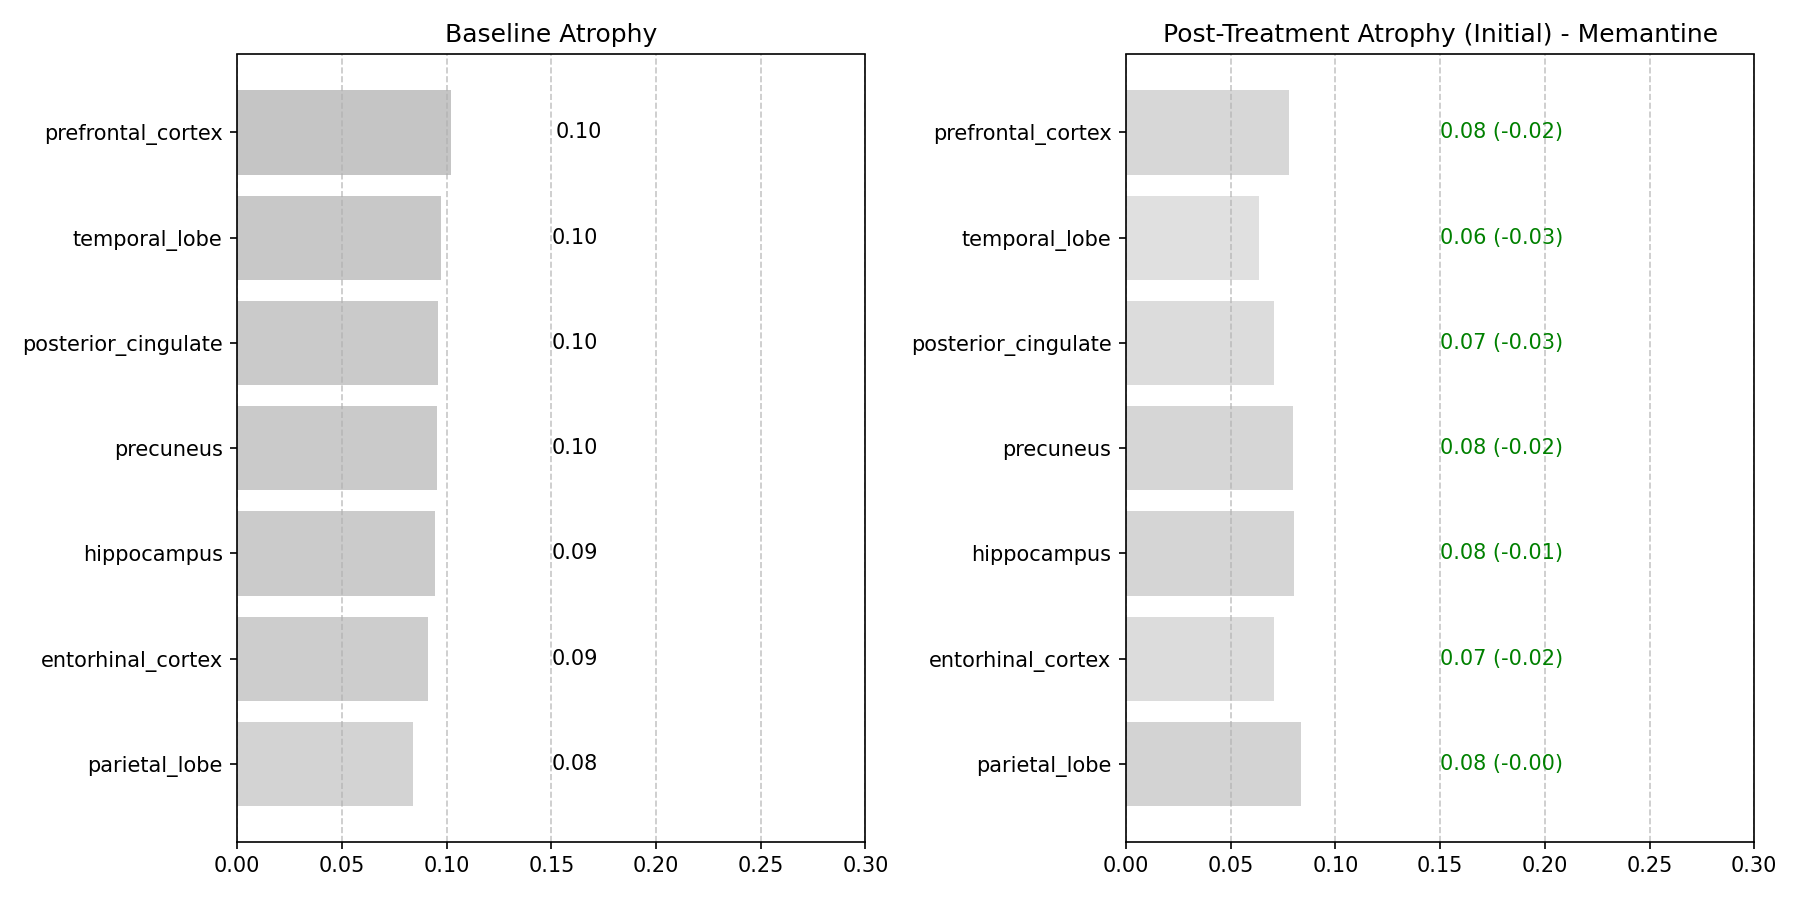 Baseline Atrophy
prefrontal_cortex 0.10
temporal_lobe 0.10
posterior_cingulate 0.10
precuneus 0.10
hippocampus 0.09
entorhinal_cortex 0.09
parietal_lobe 0.08
0.00 0.05 0.10 0.15 0.20 0.25 0.30
Post-Treatment Atrophy (Initial) - Memantine
prefrontal_cortex 0.08 (-0.02)
temporal_lobe 0.06 (-0.03)
posterior_cingulate 0.07 (-0.03)
precuneus 0.08 (-0.02)
hippocampus 0.08 (-0.01)
entorhinal_cortex 0.07 (-0.02)
parietal_lobe 0.08 (-0.00)
0.00 0.05 0.10 0.15 0.20 0.25 0.30